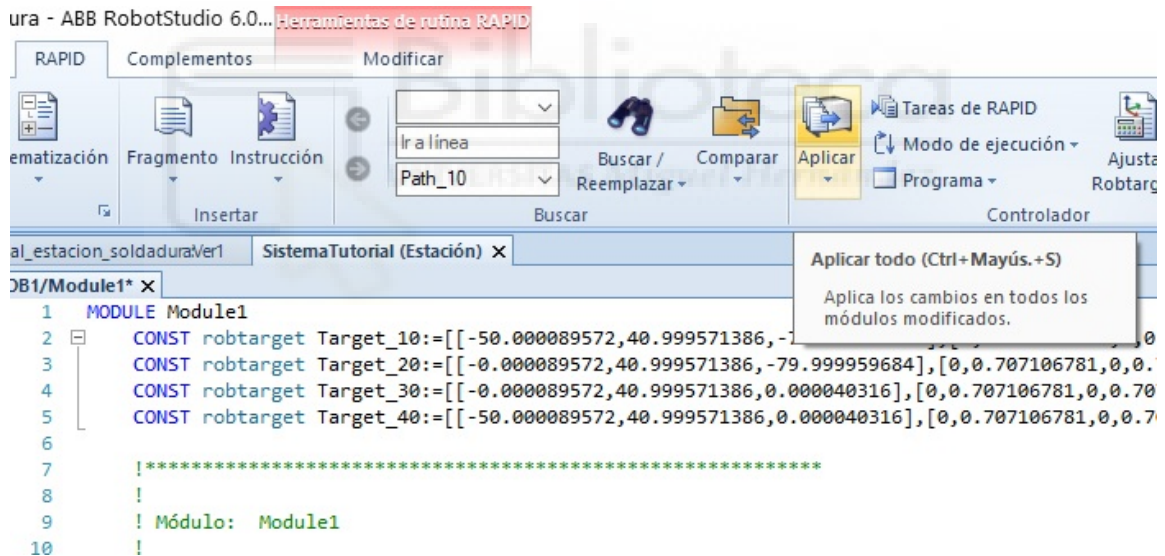 ura - ABB RobotStudio 6.0...
Herramientas de rutina RAPID
RAPID Complementos Modificar
Biblioteca
ematización
Fragmento
Instrucción
Ir a línea
Path_10
Buscar /
Reemplazar
Comparar
Aplicar
Tareas de RAPID
Modo de ejecución
Programa
Ajusta
Robtarg
Insertar
Buscar
Controlador
al_estacion_soldadura:Ver1
SistemaTutorial (Estación) X
Aplicar todo (Ctrl+Mayús.+S)
Aplica los cambios en todos los
módulos modificados.
OB1/Module1* X
1 MODULE Module1
2 CONST robtarget Target_10:=[[-50.000089572,40.999571386,-
3 CONST robtarget Target_20:=[[-0.000089572,40.999571386,-79.999959684],[0,0.707106781,0,0.
4 CONST robtarget Target_30:=[[-0.000089572,40.999571386,0.000040316],[0,0.707106781,0,0.70
5 CONST robtarget Target_40:=[[-50.000089572,40.999571386,0.000040316],[0,0.707106781,0,0.7
6
7 !***********************************************************
8 !
9 ! Módulo: Module1
10 !